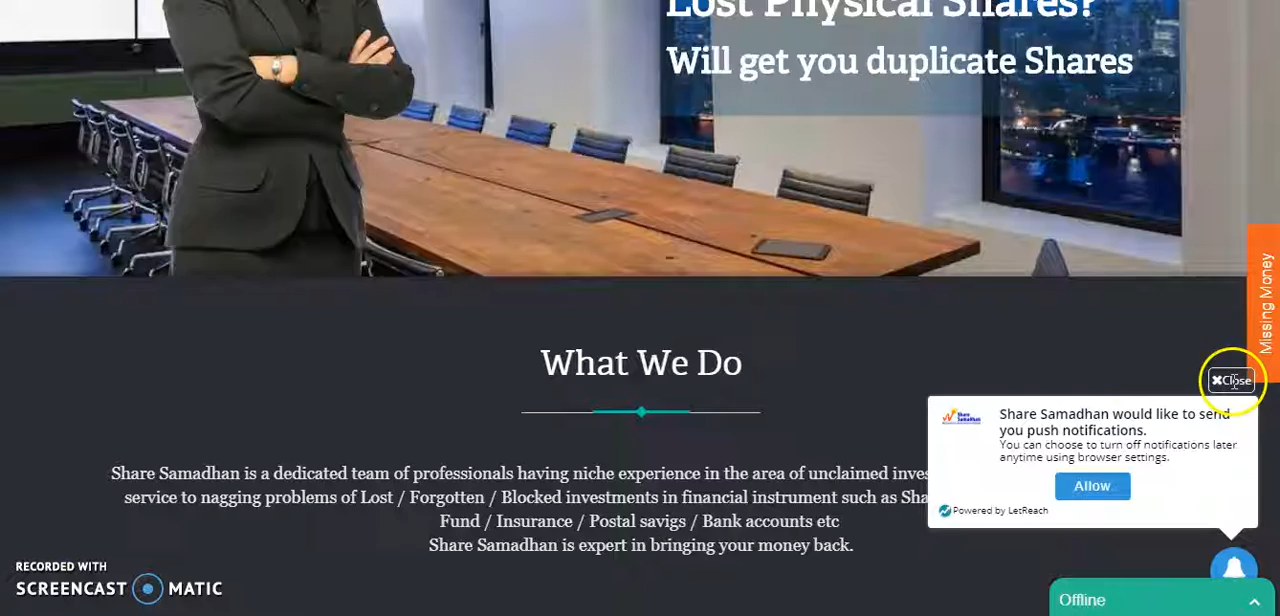 Lost Physical Shares?
Will get you duplicate Shares
Missing Money
What We Do
✖Close
Share Samadhan
Share Samadhan would like to send
you push notifications.
You can choose to turn off notifications later
anytime using browser settings.
Allow
Powered by LetReach
Share Samadhan is a dedicated team of professionals having niche experience in the area of unclaimed
service to nagging problems of Lost / Forgotten / Blocked investments in financial instrument such as
Fund / Insurance / Postal savigs / Bank accounts etc
Share Samadhan is expert in bringing your money back.
RECORDED WITH
SCREENCAST MATIC
Offline